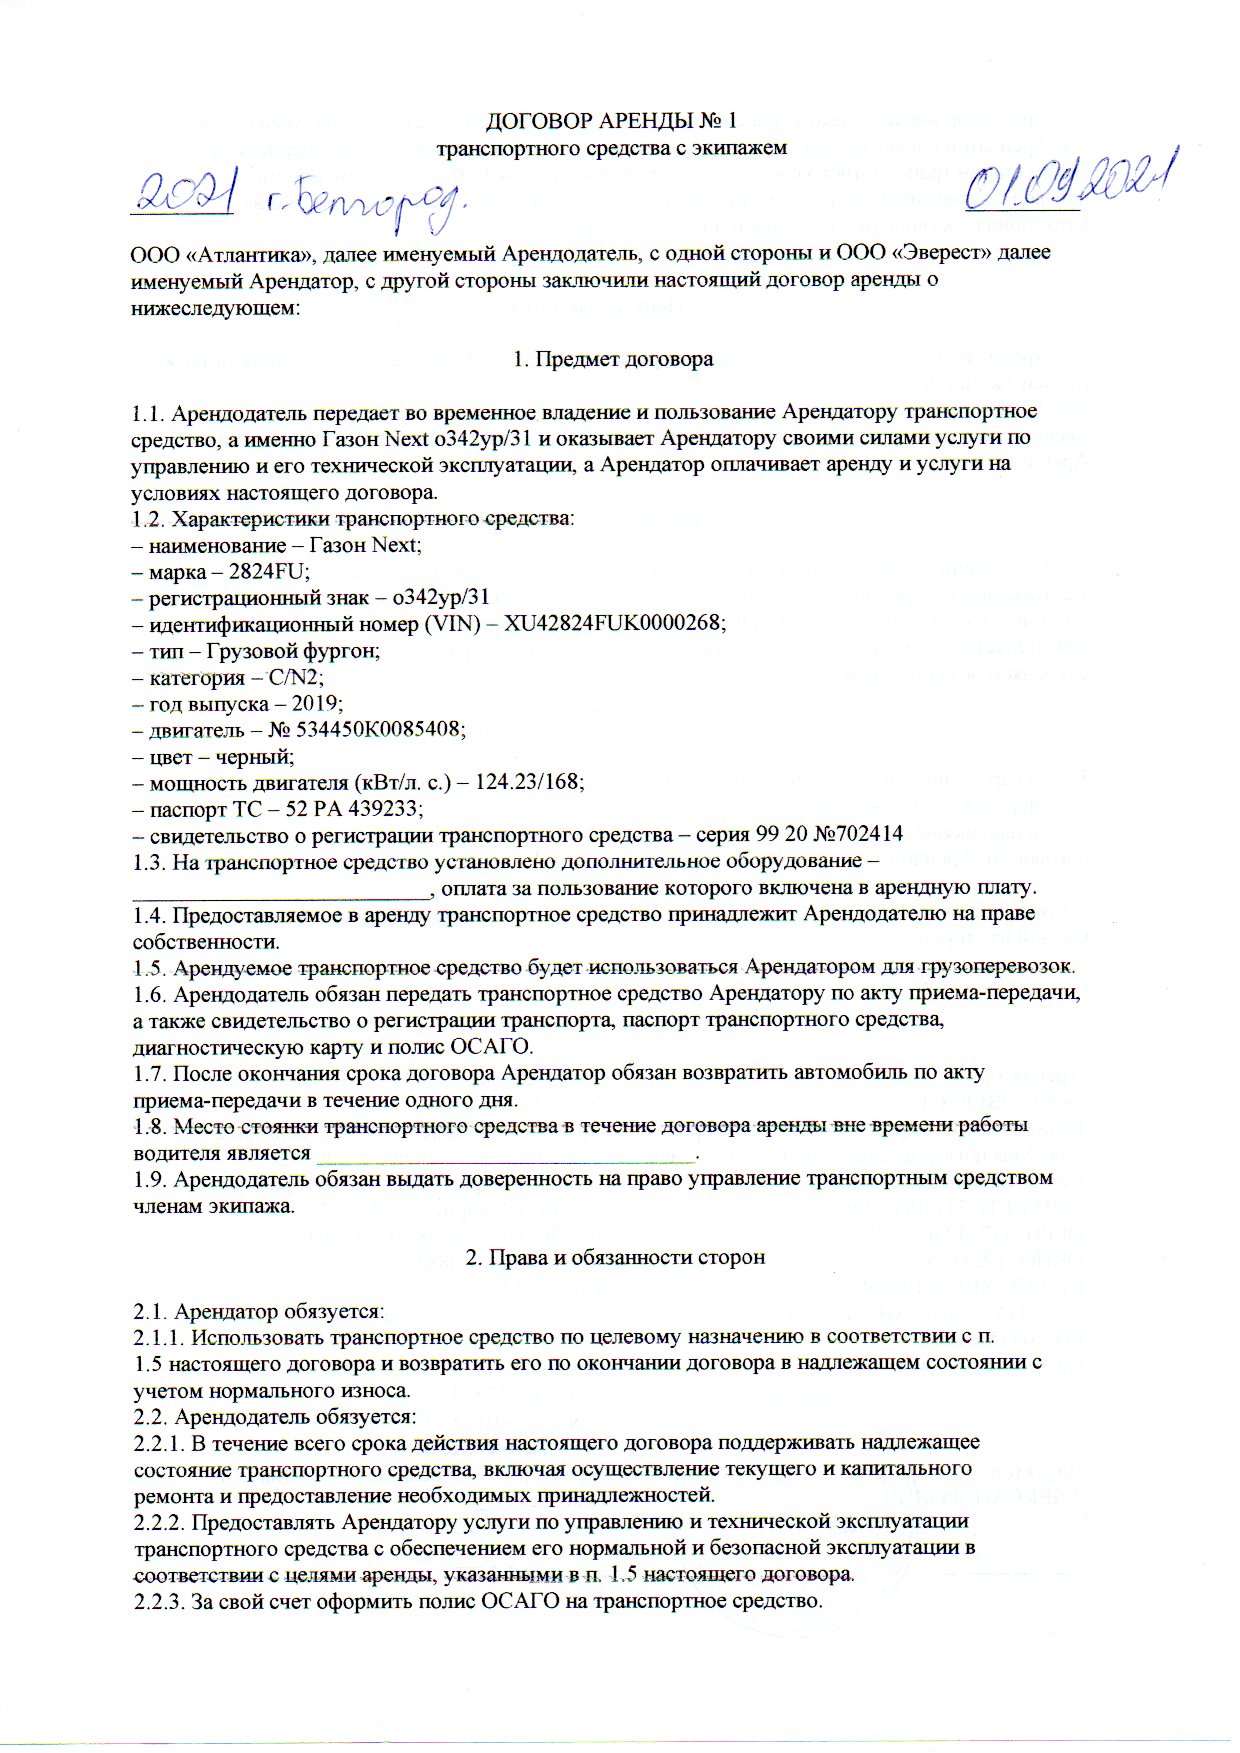 ДОГОВОР АРЕНДЫ № 1
транспортного средства с экипажем
2021 г. Белгород. 01.09.2021
ООО «Атлантика», далее именуемый Арендодатель, с одной стороны и ООО «Эверест» далее
именуемый Арендатор, с другой стороны заключили настоящий договор аренды о
нижеследующем:
1. Предмет договора
1.1. Арендодатель передает во временное владение и пользование Арендатору транспортное
средство, а именно Газон Next о342ур/31 и оказывает Арендатору своими силами услуги по
управлению и его технической эксплуатации, а Арендатор оплачивает аренду и услуги на
условиях настоящего договора.
1.2. Характеристики транспортного средства:
– наименование – Газон Next;
– марка – 2824FU;
– регистрационный знак – о342ур/31
– идентификационный номер (VIN) – XU42824FUK0000268;
– тип – Грузовой фургон;
– категория – C/N2;
– год выпуска – 2019;
– двигатель – № 534450К0085408;
– цвет – черный;
– мощность двигателя (кВт/л. с.) – 124.23/168;
– паспорт ТС – 52 РА 439233;
– свидетельство о регистрации транспортного средства – серия 99 20 №702414
1.3. На транспортное средство установлено дополнительное оборудование –
___________________________, оплата за пользование которого включена в арендную плату.
1.4. Предоставляемое в аренду транспортное средство принадлежит Арендодателю на праве
собственности.
1.5. Арендуемое транспортное средство будет использоваться Арендатором для грузоперевозок.
1.6. Арендодатель обязан передать транспортное средство Арендатору по акту приема-передачи,
а также свидетельство о регистрации транспорта, паспорт транспортного средства,
диагностическую карту и полис ОСАГО.
1.7. После окончания срока договора Арендатор обязан возвратить автомобиль по акту
приема-передачи в течение одного дня.
1.8. Место стоянки транспортного средства в течение договора аренды вне времени работы
водителя является __________________________________.
1.9. Арендодатель обязан выдать доверенность на право управление транспортным средством
членам экипажа.
2. Права и обязанности сторон
2.1. Арендатор обязуется:
2.1.1. Использовать транспортное средство по целевому назначению в соответствии с п.
1.5 настоящего договора и возвратить его по окончании договора в надлежащем состоянии с
учетом нормального износа.
2.2. Арендодатель обязуется:
2.2.1. В течение всего срока действия настоящего договора поддерживать надлежащее
состояние транспортного средства, включая осуществление текущего и капитального
ремонта и предоставление необходимых принадлежностей.
2.2.2. Предоставлять Арендатору услуги по управлению и технической эксплуатации
транспортного средства с обеспечением его нормальной и безопасной эксплуатации в
соответствии с целями аренды, указанными в п. 1.5 настоящего договора.
2.2.3. За свой счет оформить полис ОСАГО на транспортное средство.